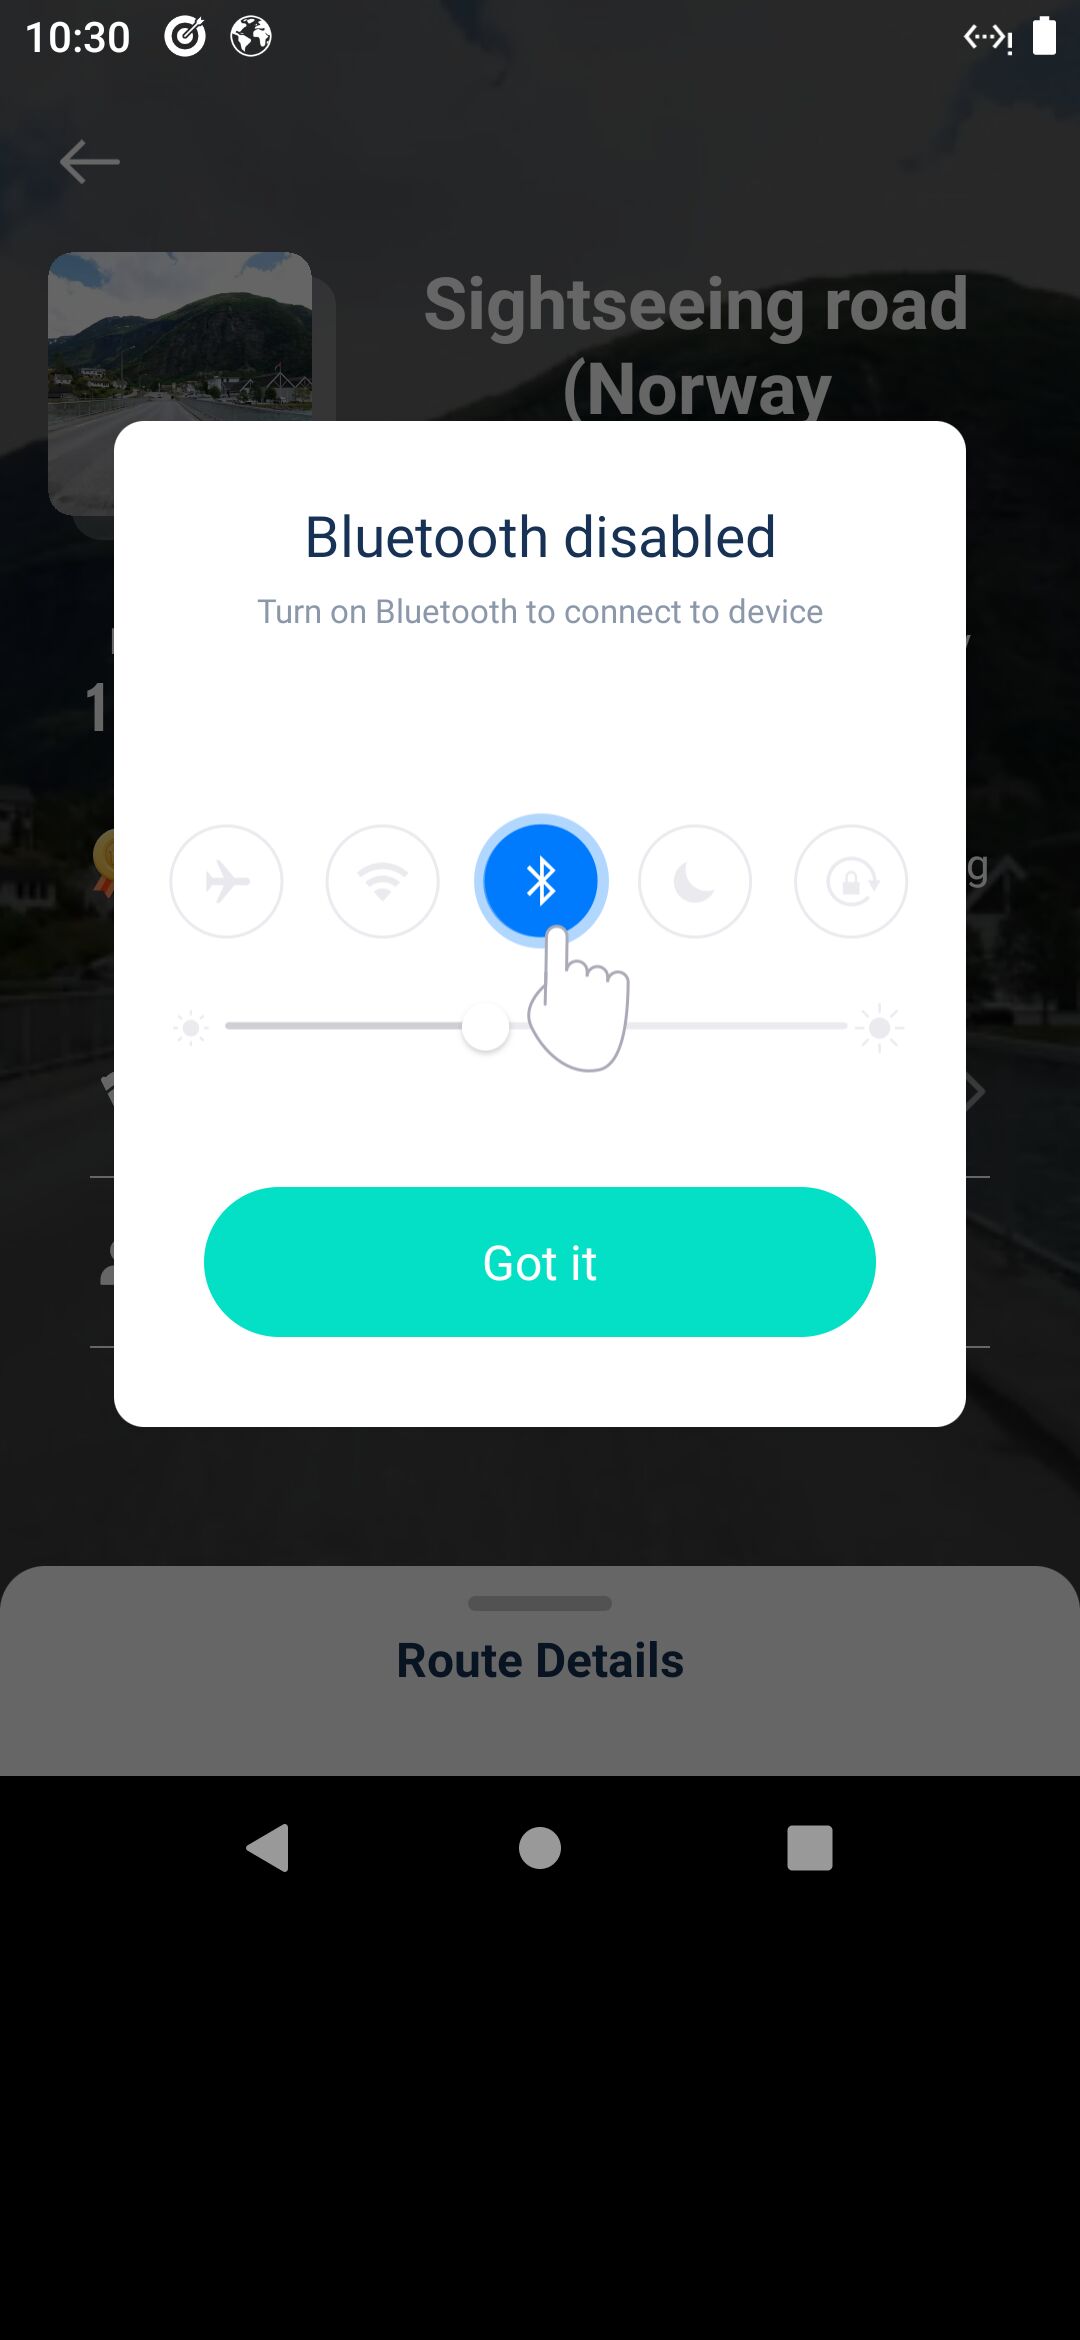 10:30
Sightseeing road
(Norway
Bluetooth disabled
Turn on Bluetooth to connect to device
1
g
Got it
Route Details